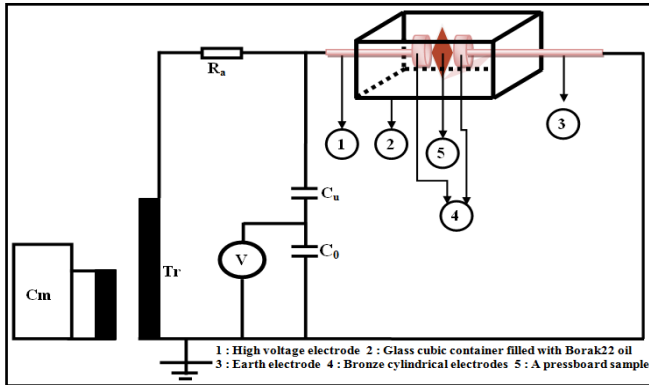 Rₐ
1
2
5
3
4
Cᵤ
V
C₀
Tr
Cm
1 : High voltage electrode 2 : Glass cubic container filled with Borak22 oil
3 : Earth electrode 4 : Bronze cylindrical electrodes 5 : A pressboard sample